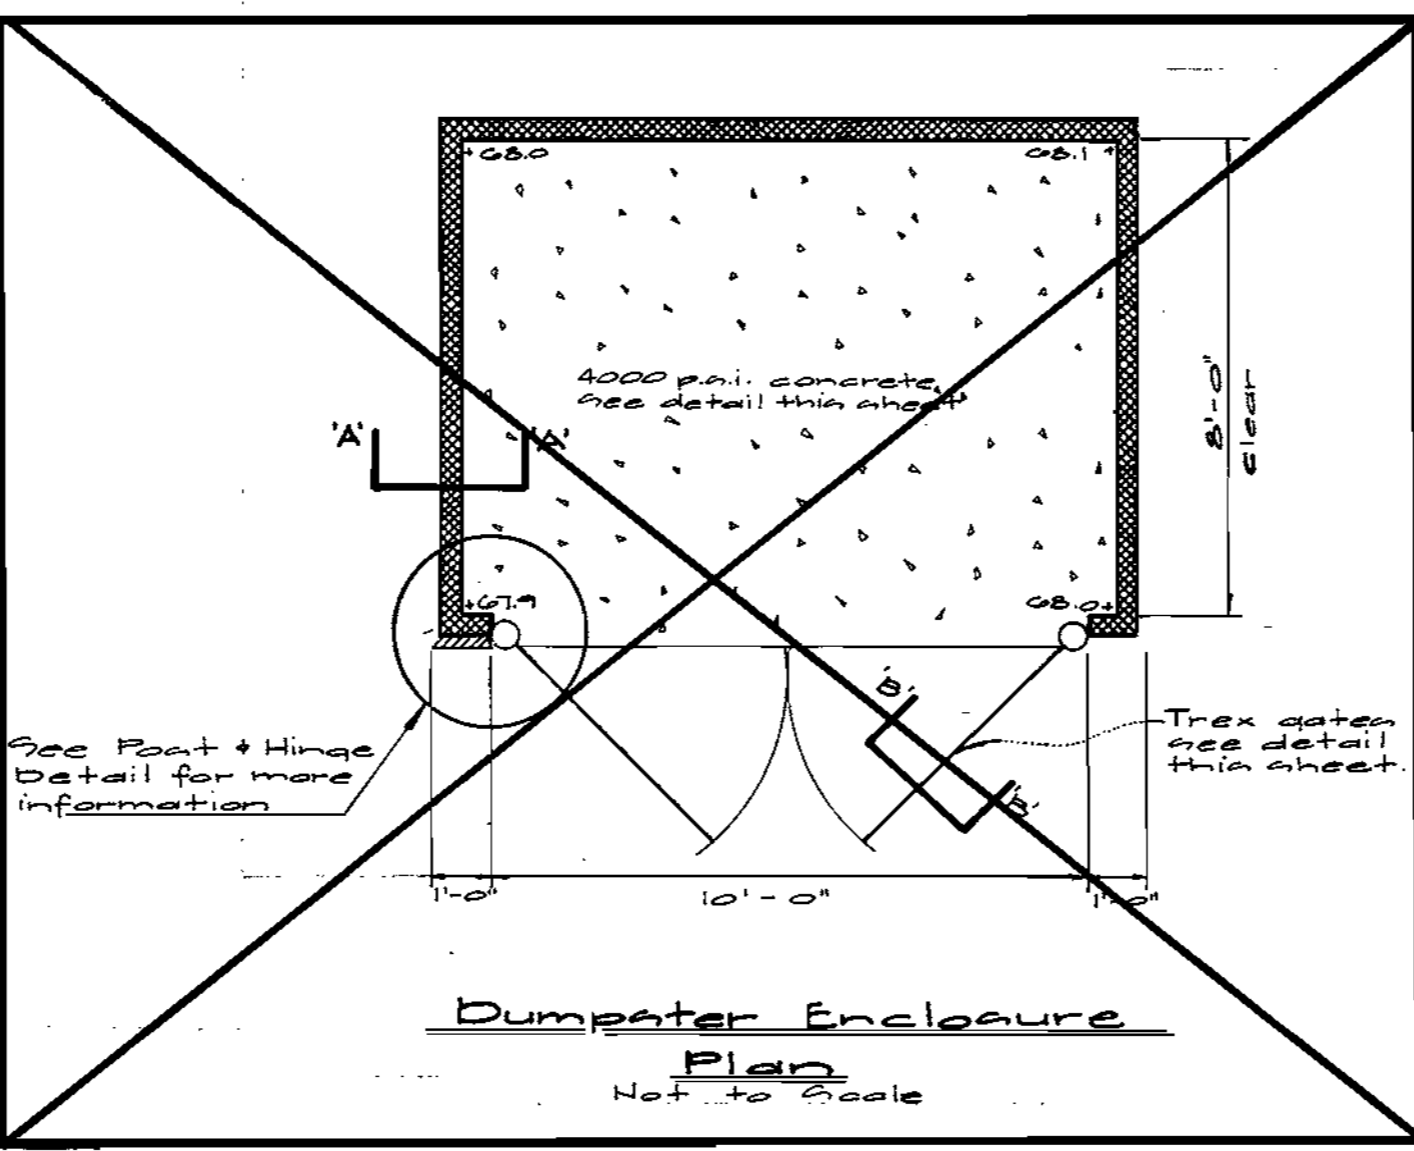 68.0
68.1
4000 p.s.i. concrete,
see detail this sheet
8'-0"
clear
'A'
'A'
67.9
68.0
'B'
'B'
See Post & Hinge
Detail for more
information
Trex gates
see detail
this sheet.
1'-0"
10'-0"
1'-0"
Dumpster Enclosure
Plan
Not to Scale